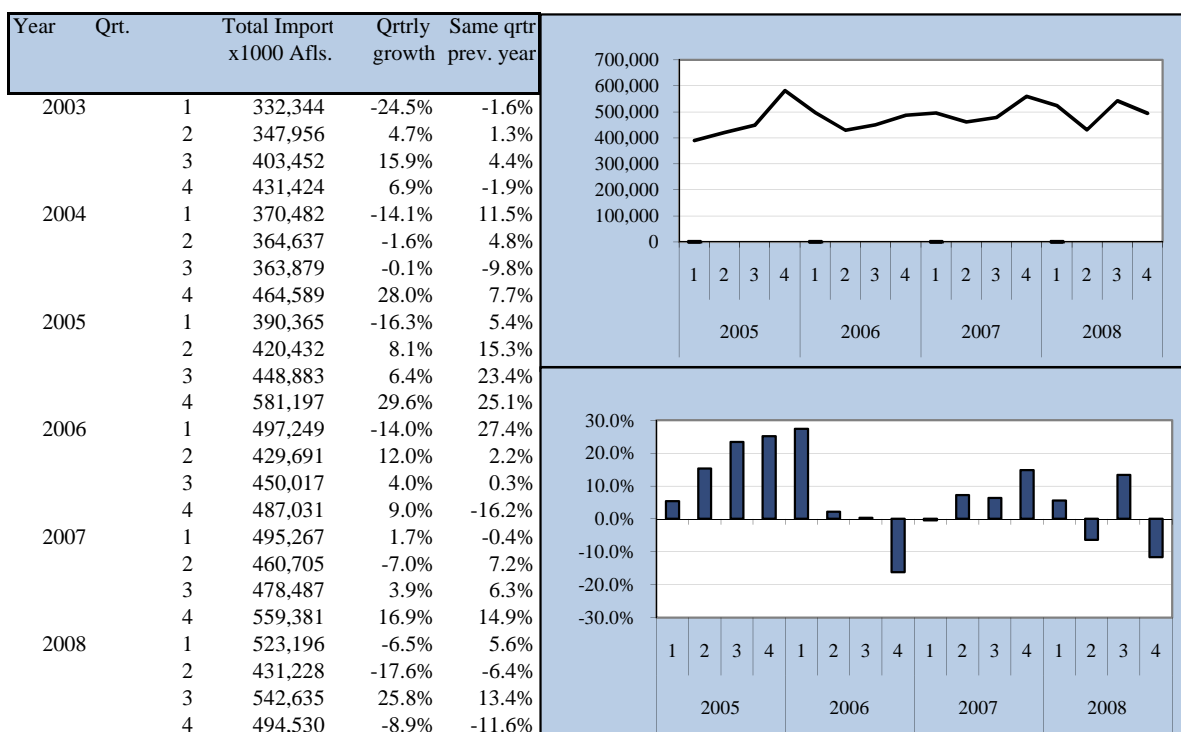 Year Qrt. Total Import Qrtrly Same qrtr
x1000 Afls. growth prev. year
2003 1 332,344 -24.5% -1.6%
2 347,956 4.7% 1.3%
3 403,452 15.9% 4.4%
4 431,424 6.9% -1.9%
2004 1 370,482 -14.1% 11.5%
2 364,637 -1.6% 4.8%
3 363,879 -0.1% -9.8%
4 464,589 28.0% 7.7%
2005 1 390,365 -16.3% 5.4%
2 420,432 8.1% 15.3%
3 448,883 6.4% 23.4%
4 581,197 29.6% 25.1%
2006 1 497,249 -14.0% 27.4%
2 429,691 12.0% 2.2%
3 450,017 4.0% 0.3%
4 487,031 9.0% -16.2%
2007 1 495,267 1.7% -0.4%
2 460,705 -7.0% 7.2%
3 478,487 3.9% 6.3%
4 559,381 16.9% 14.9%
2008 1 523,196 -6.5% 5.6%
2 431,228 -17.6% -6.4%
3 542,635 25.8% 13.4%
4 494,530 -8.9% -11.6%
700,000
600,000
500,000
400,000
300,000
200,000
100,000
0
1 2 3 4 1 2 3 4 1 2 3 4 1 2 3 4
2005 2006 2007 2008
30.0%
20.0%
10.0%
0.0%
-10.0%
-20.0%
-30.0%
1 2 3 4 1 2 3 4 1 2 3 4 1 2 3 4
2005 2006 2007 2008